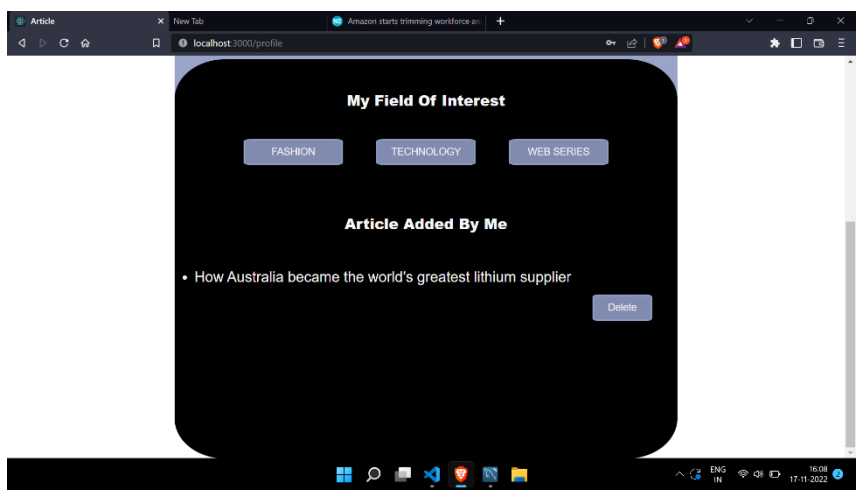 Article
New Tab
Amazon starts trimming workforce am
localhost:3000/profile
My Field Of Interest
FASHION TECHNOLOGY WEB SERIES
Article Added By Me
• How Australia became the world's greatest lithium supplier
Delete
ENG
IN
16:08
17-11-2022
2